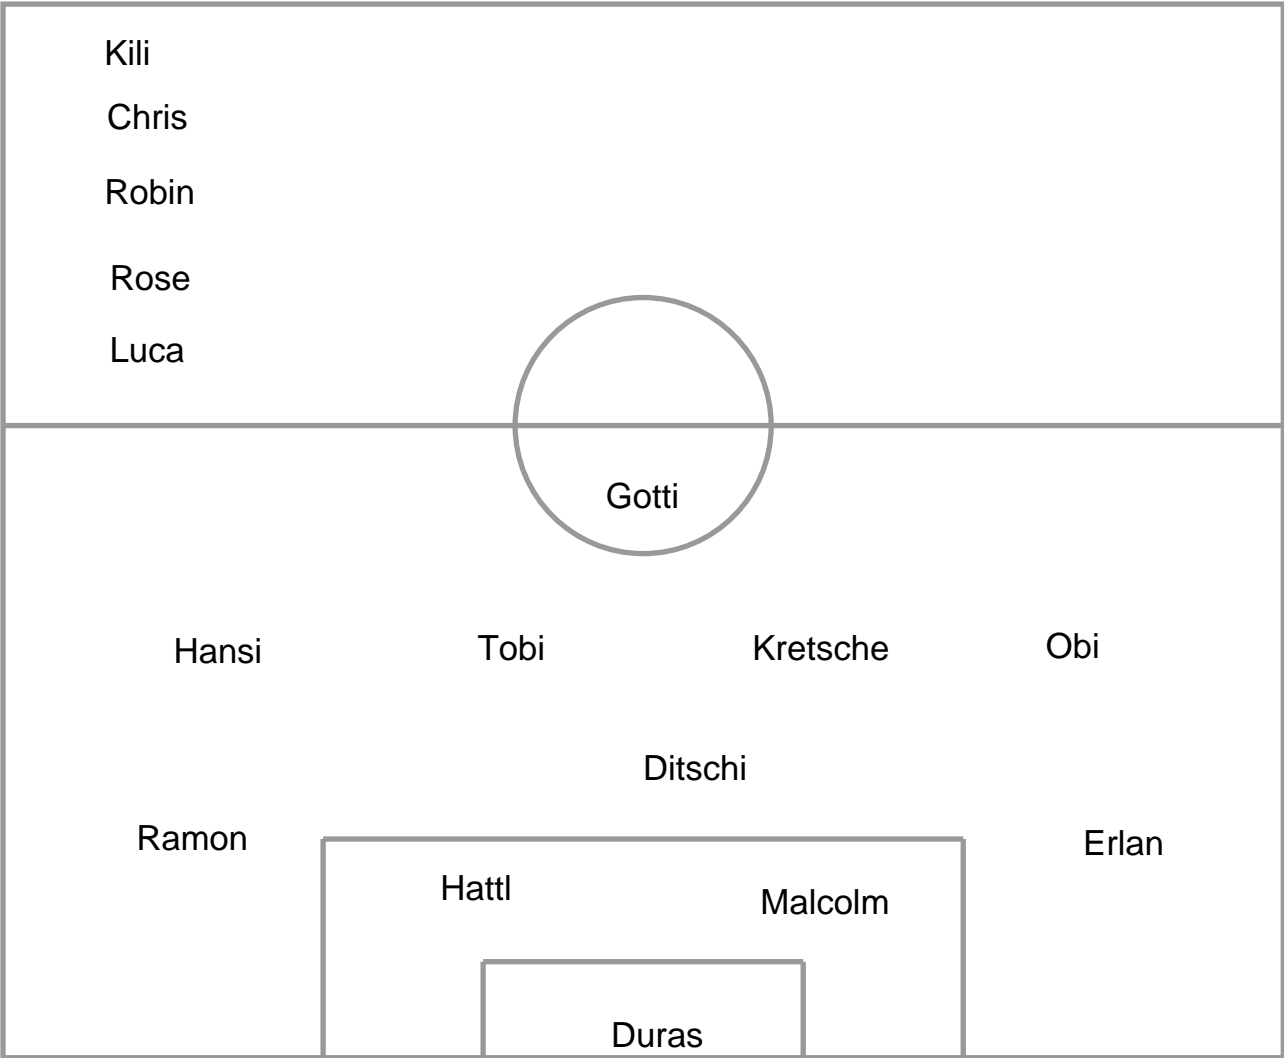 Kili
Chris
Robin
Rose
Luca
Gotti
Hansi Tobi Kretsche Obi
Ditschi
Ramon Erlan
Hattl Malcolm
Duras